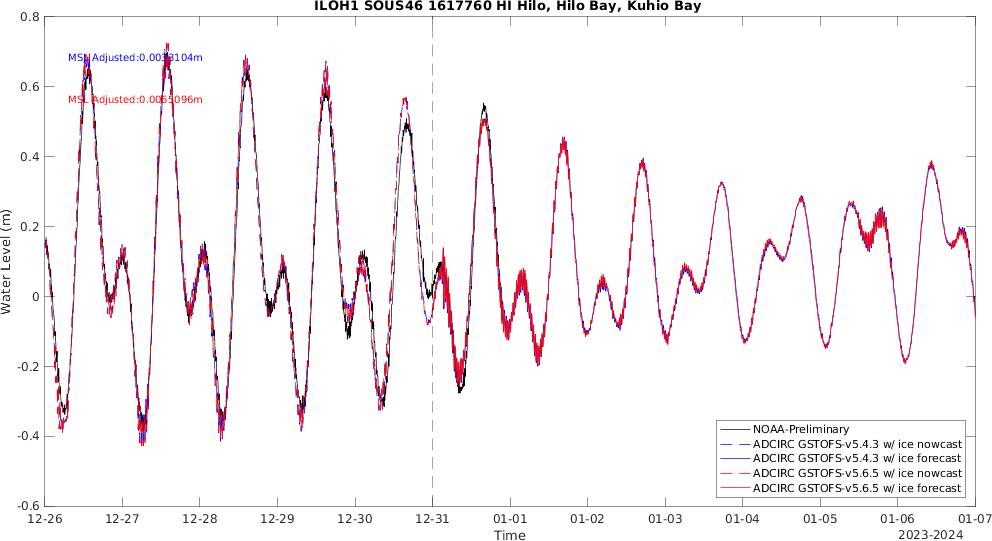 ILOH1 SOUS46 1617760 HI Hilo, Hilo Bay, Kuhio Bay
0.8
0.6
0.4
0.2
0
-0.2
-0.4
-0.6
Water Level (m)
MSL Adjusted:0.0065096m
NOAA-Preliminary
ADCIRC GSTOFS-v5.4.3 w/ ice nowcast
ADCIRC GSTOFS-v5.4.3 w/ ice forecast
ADCIRC GSTOFS-v5.6.5 w/ ice nowcast
ADCIRC GSTOFS-v5.6.5 w/ ice forecast
12-26 12-27 12-28 12-29 12-30 12-31 01-01 01-02 01-03 01-04 01-05 01-06 01-07
Time
2023-2024